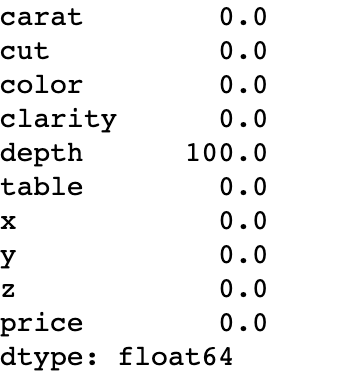 carat 0.0
cut 0.0
color 0.0
clarity 0.0
depth 100.0
table 0.0
x 0.0
y 0.0
z 0.0
price 0.0
dtype: float64